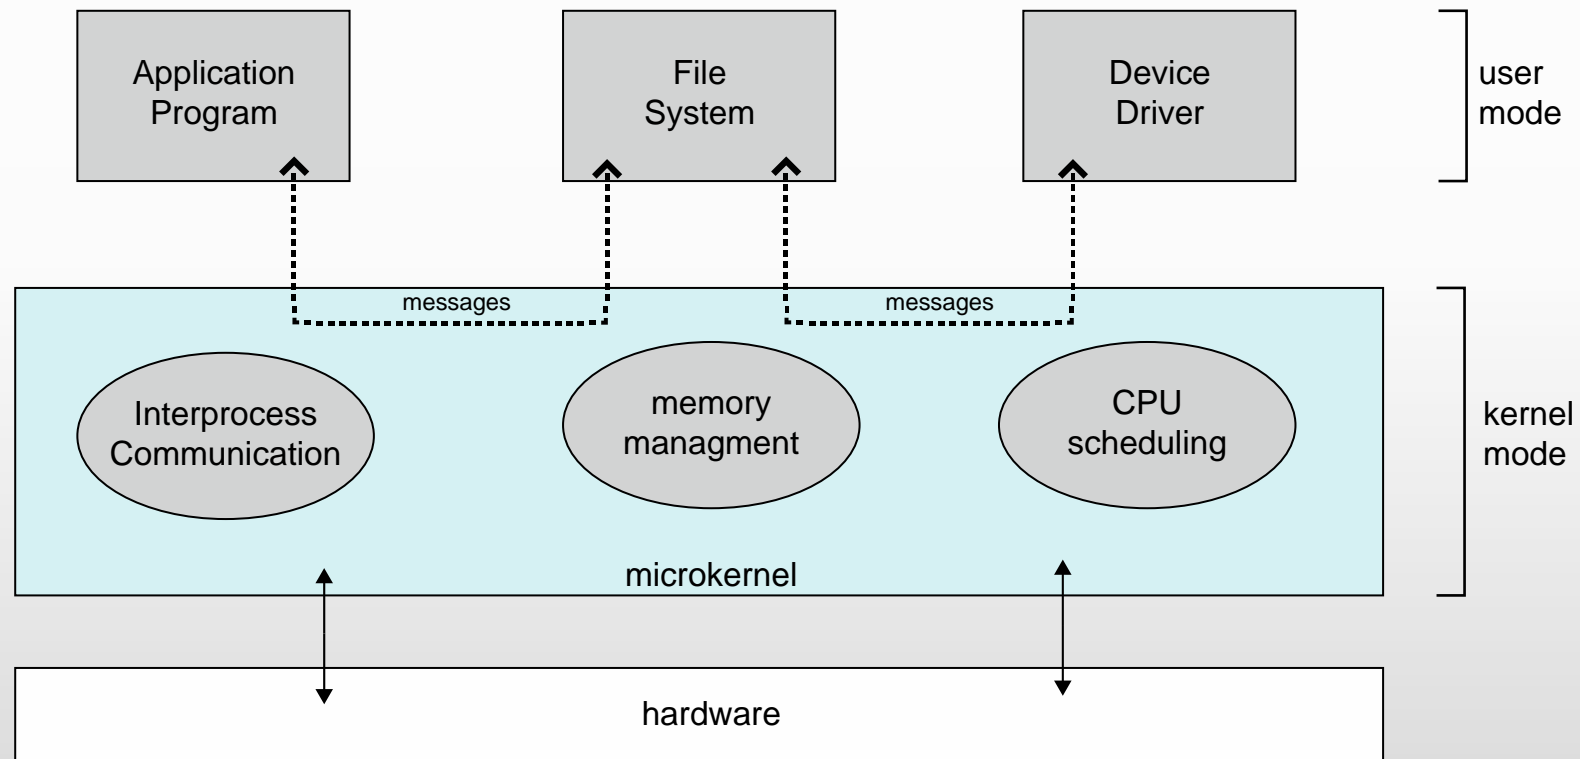 Application
Program
File
System
Device
Driver
user
mode
messages
messages
Interprocess
Communication
memory
managment
CPU
scheduling
kernel
mode
microkernel
hardware